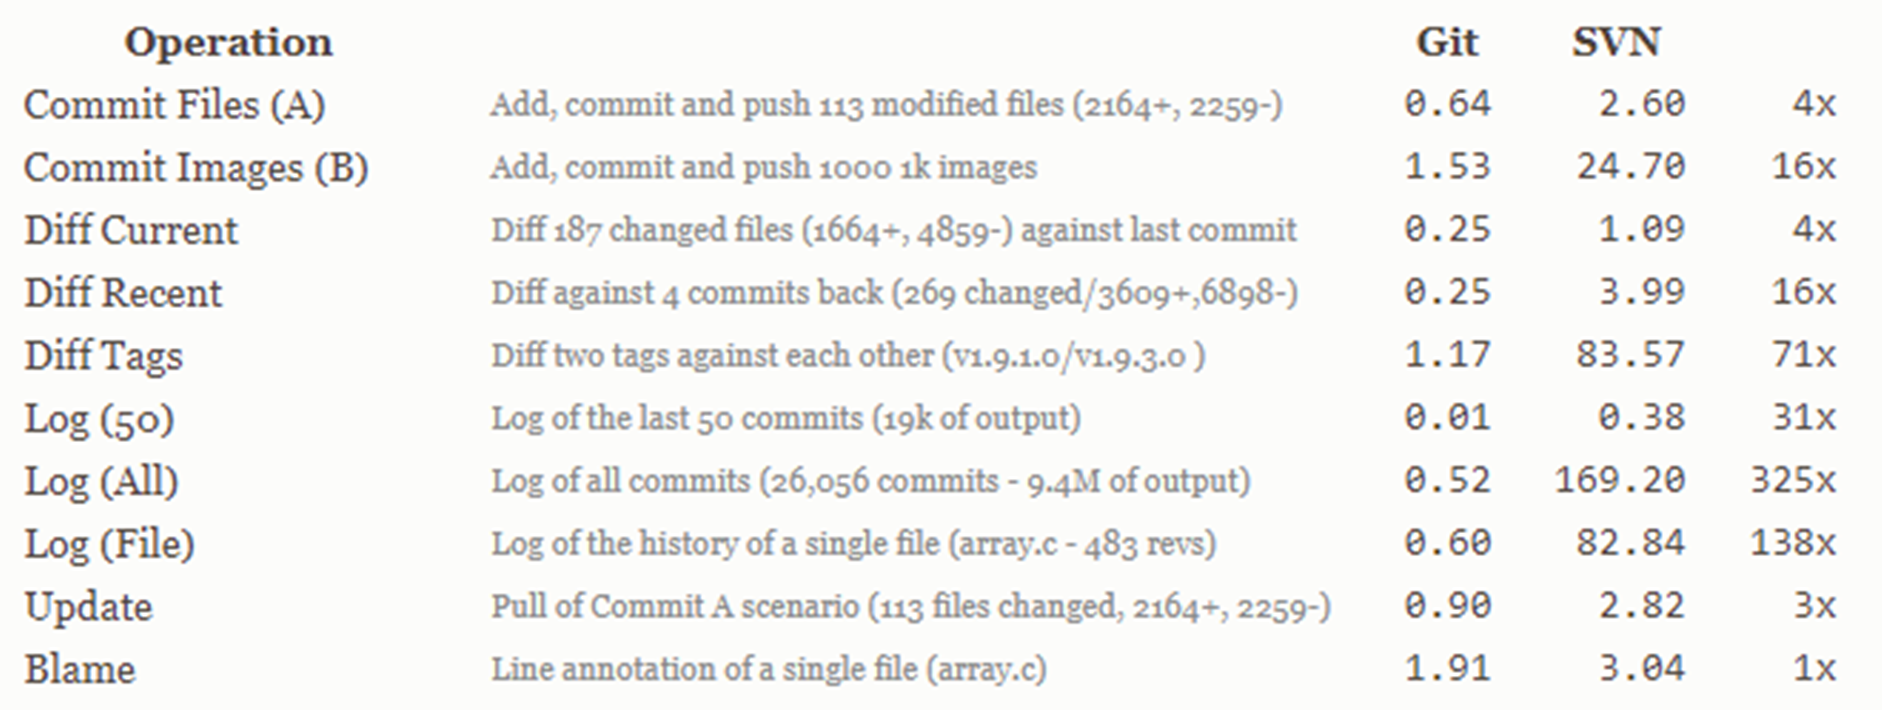 Operation Git SVN
Commit Files (A) Add, commit and push 113 modified files (2164+, 2259-) 0.64 2.60 4x
Commit Images (B) Add, commit and push 1000 1k images 1.53 24.70 16x
Diff Current Diff 187 changed files (1664+, 4859-) against last commit 0.25 1.09 4x
Diff Recent Diff against 4 commits back (269 changed/3609+,6898-) 0.25 3.99 16x
Diff Tags Diff two tags against each other (v1.9.1.0/v1.9.3.0 ) 1.17 83.57 71x
Log (50) Log of the last 50 commits (19k of output) 0.01 0.38 31x
Log (All) Log of all commits (26,056 commits - 9.4M of output) 0.52 169.20 325x
Log (File) Log of the history of a single file (array.c - 483 revs) 0.60 82.84 138x
Update Pull of Commit A scenario (113 files changed, 2164+, 2259-) 0.90 2.82 3x
Blame Line annotation of a single file (array.c) 1.91 3.04 1x